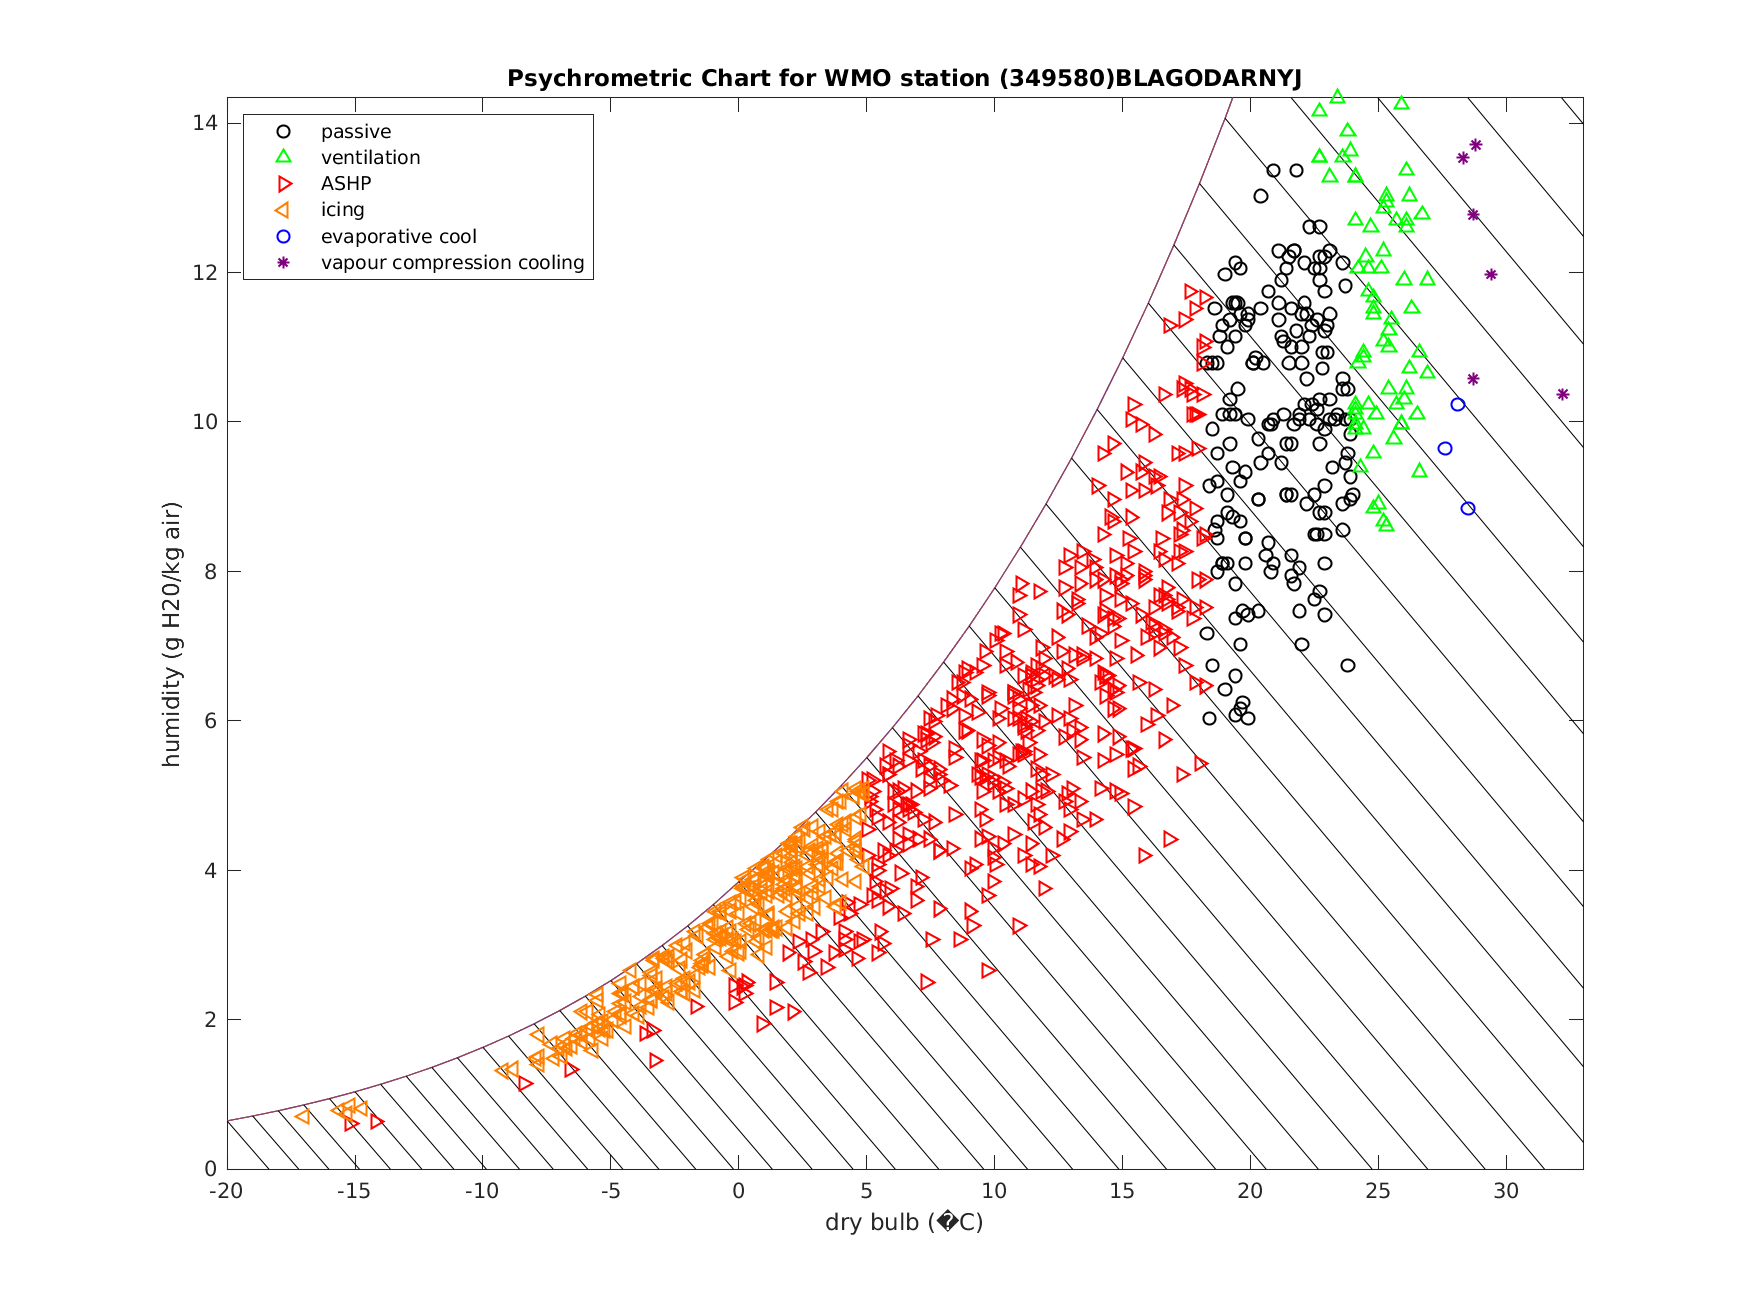 Psychrometric Chart for WMO station (349580)BLAGODARNYJ
passive
ventilation
ASHP
icing
evaporative cool
vapour compression cooling
14
12
10
8
6
4
2
0
humidity (g H20/kg air)
-20 -15 -10 -5 0 5 10 15 20 25 30
dry bulb (�C)